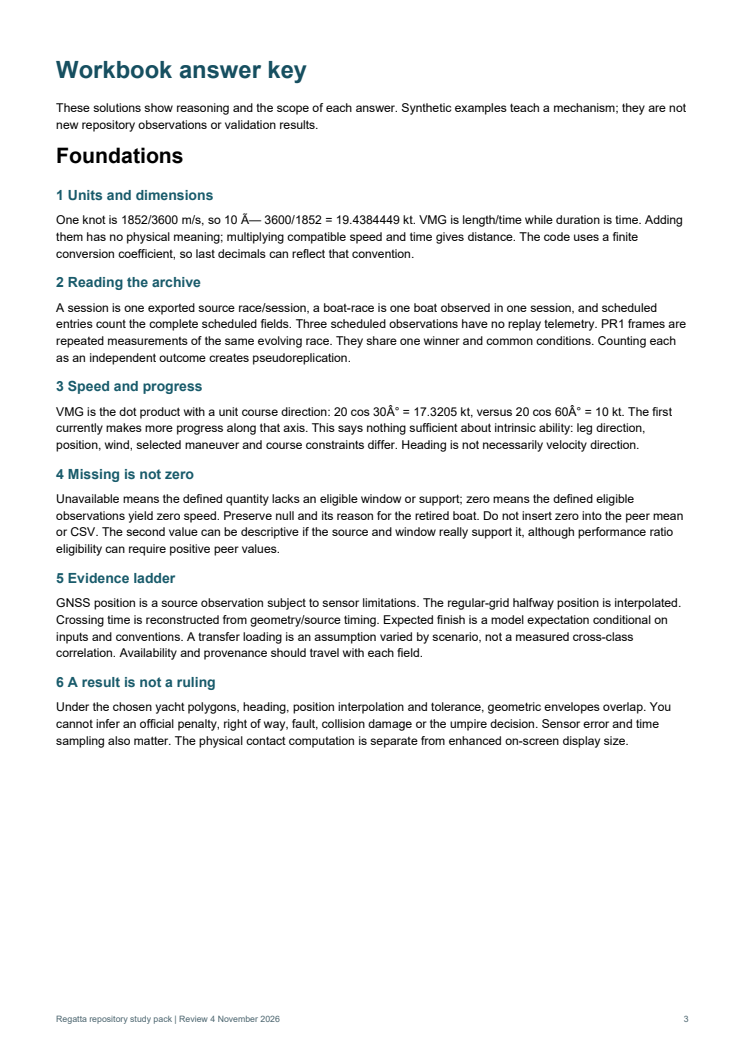 Workbook answer key
These solutions show reasoning and the scope of each answer. Synthetic examples teach a mechanism; they are not
new repository observations or validation results.
Foundations
1 Units and dimensions
One knot is 1852/3600 m/s, so 10 Ã— 3600/1852 = 19.4384449 kt. VMG is length/time while duration is time. Adding
them has no physical meaning; multiplying compatible speed and time gives distance. The code uses a finite
conversion coefficient, so last decimals can reflect that convention.
2 Reading the archive
A session is one exported source race/session, a boat-race is one boat observed in one session, and scheduled
entries count the complete scheduled fields. Three scheduled observations have no replay telemetry. PR1 frames are
repeated measurements of the same evolving race. They share one winner and common conditions. Counting each
as an independent outcome creates pseudoreplication.
3 Speed and progress
VMG is the dot product with a unit course direction: 20 cos 30Â° = 17.3205 kt, versus 20 cos 60Â° = 10 kt. The first
currently makes more progress along that axis. This says nothing sufficient about intrinsic ability: leg direction,
position, wind, selected maneuver and course constraints differ. Heading is not necessarily velocity direction.
4 Missing is not zero
Unavailable means the defined quantity lacks an eligible window or support; zero means the defined eligible
observations yield zero speed. Preserve null and its reason for the retired boat. Do not insert zero into the peer mean
or CSV. The second value can be descriptive if the source and window really support it, although performance ratio
eligibility can require positive peer values.
5 Evidence ladder
GNSS position is a source observation subject to sensor limitations. The regular-grid halfway position is interpolated.
Crossing time is reconstructed from geometry/source timing. Expected finish is a model expectation conditional on
inputs and conventions. A transfer loading is an assumption varied by scenario, not a measured cross-class
correlation. Availability and provenance should travel with each field.
6 A result is not a ruling
Under the chosen yacht polygons, heading, position interpolation and tolerance, geometric envelopes overlap. You
cannot infer an official penalty, right of way, fault, collision damage or the umpire decision. Sensor error and time
sampling also matter. The physical contact computation is separate from enhanced on-screen display size.
Regatta repository study pack | Review 4 November 2026
3